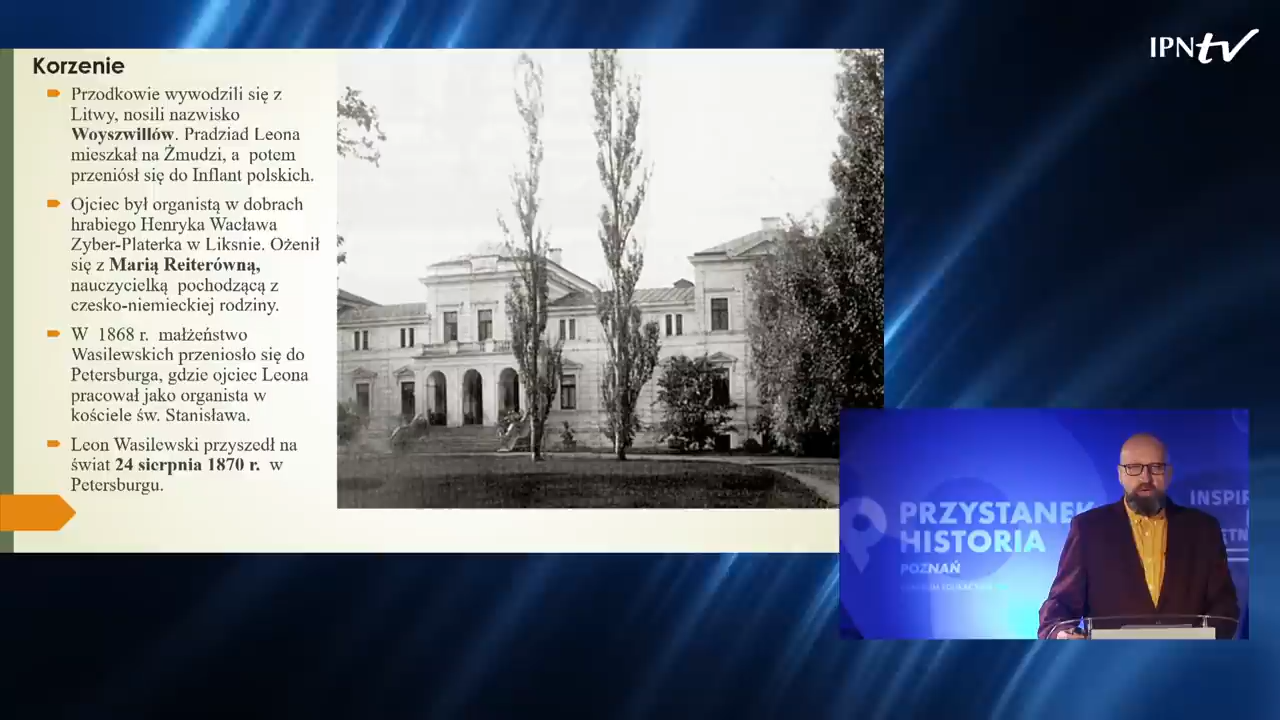 IPNtv
Korzenie
Przodkowie wywodzili się z
Litwy, nosili nazwisko
Woyszwiłłów. Pradziad Leona
mieszkał na Żmudzi, a potem
przeniósł się do Inflant polskich.
Ojciec był organistą w dobrach
hrabiego Henryka Wacława
Zyber-Platerka w Liksnie. Ożenił
się z Marią Reiterówną,
nauczycielką pochodzącą z
czesko-niemieckiej rodziny.
W 1868 r. małżeństwo
Wasilewskich przeniosło się do
Petersburga, gdzie ojciec Leona
pracował jako organista w
kościele św. Stanisława.
Leon Wasilewski przyszedł na
świat 24 sierpnia 1870 r. w
Petersburgu.
PRZYSTANEK
HISTORIA
POZNAŃ
INSPIR